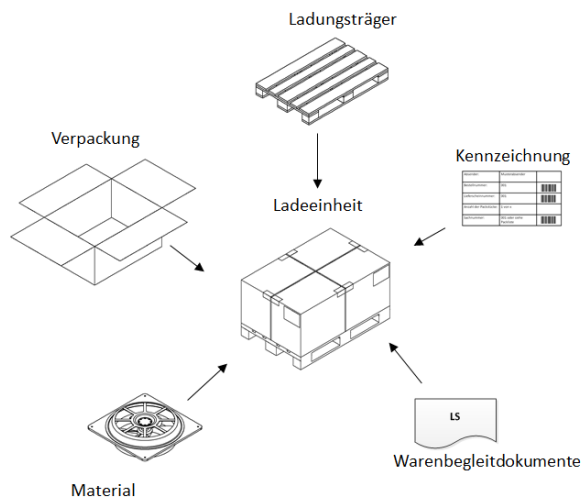 Ladungsträger
Verpackung
Kennzeichnung
Ladeeinheit
LS
Warenbegleitdokumente
Material